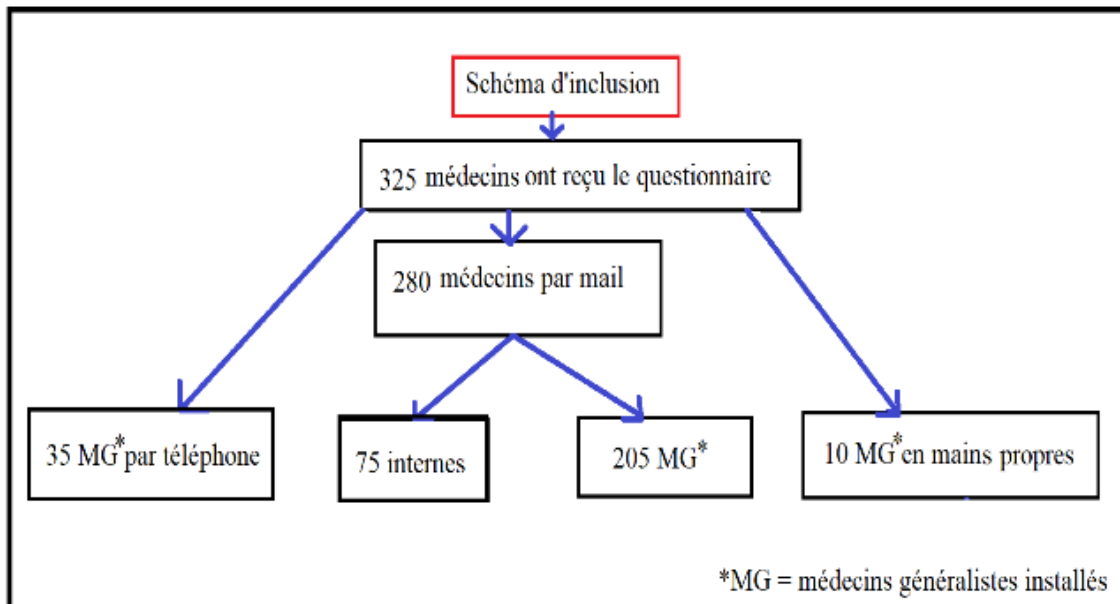 Schéma d'inclusion
325 médecins ont reçu le questionnaire
280 médecins par mail
35 MG* par téléphone
75 internes
205 MG*
10 MG* en mains propres
*MG = médecins généralistes installés